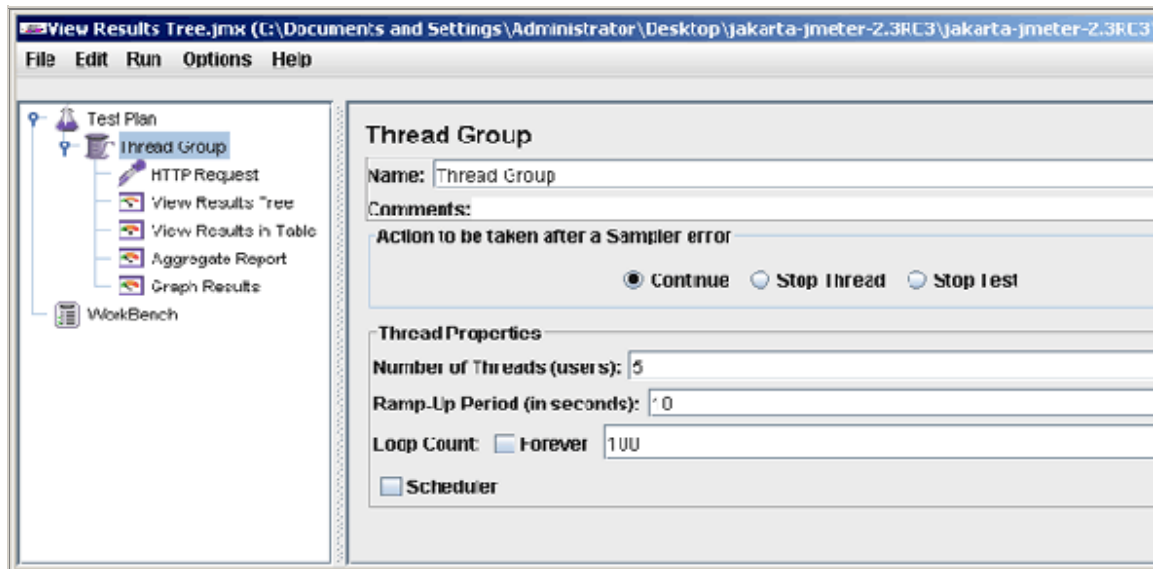 View Results Tree.jmx (C:\Documents and Settings\Administrator\Desktop\jakarta-jmeter-2.3RC3\jakarta-jmeter-2.3RC3\
File Edit Run Options Help
Test Plan
Thread Group
HTTP Request
View Results Tree
View Results in Table
Aggregate Report
Graph Results
WorkBench
Thread Group
Name: Thread Group
Comments:
Action to be taken after a Sampler error
Continue Stop Thread Stop Test
Thread Properties
Number of Threads (users): 5
Ramp-Up Period (in seconds): 10
Loop Count: Forever 100
Scheduler